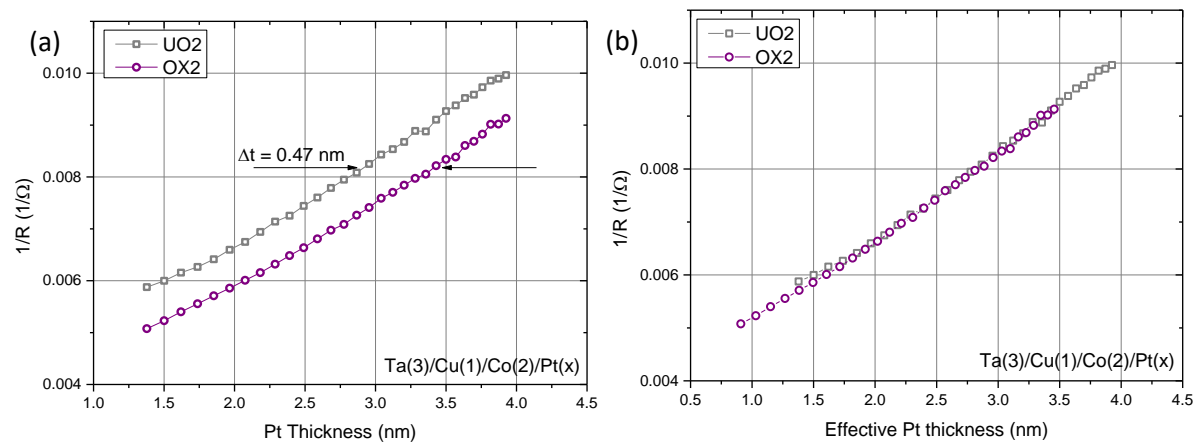 (a)
UO2
OX2
Δt = 0.47 nm
Ta(3)/Cu(1)/Co(2)/Pt(x)
1/R (1/Ω)
0.010
0.008
0.006
0.004
1.0 1.5 2.0 2.5 3.0 3.5 4.0 4.5
Pt Thickness (nm)
(b)
UO2
OX2
Ta(3)/Cu(1)/Co(2)/Pt(x)
1/R (1/Ω)
0.010
0.008
0.006
0.004
0.5 1.0 1.5 2.0 2.5 3.0 3.5 4.0 4.5
Effective Pt thickness (nm)